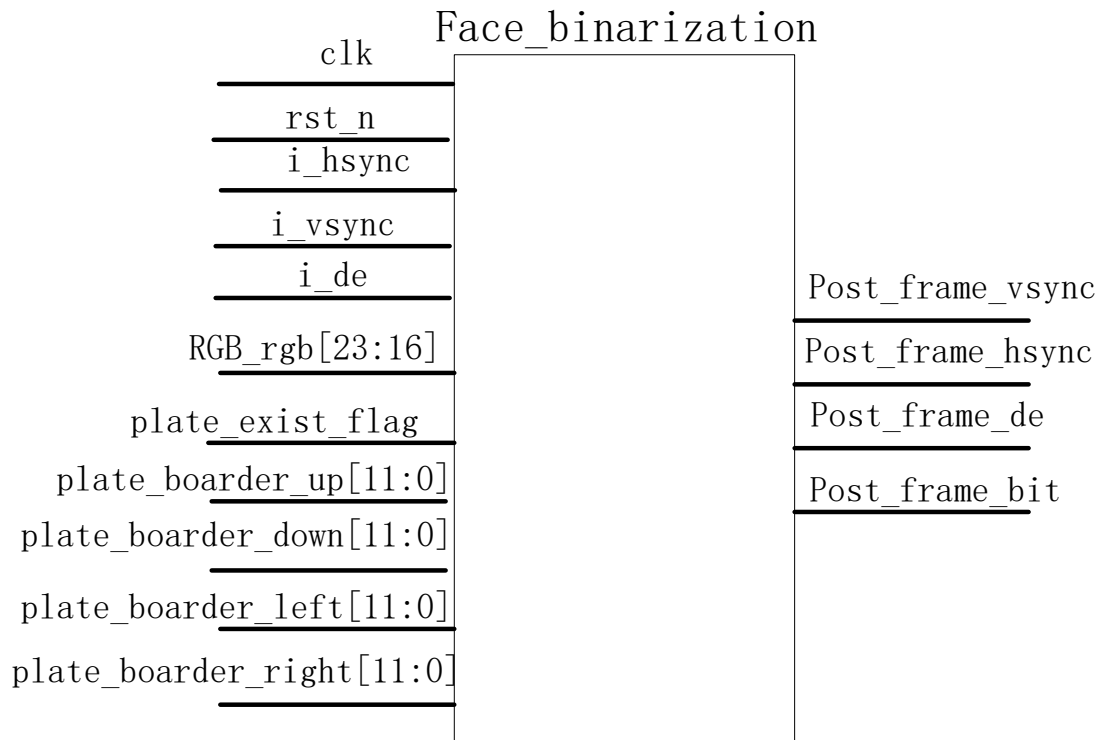 Face_binarization
clk
rst_n
i_hsync
i_vsync
i_de
RGB_rgb[23:16]
plate_exist_flag
plate_boarder_up[11:0]
plate_boarder_down[11:0]
plate_boarder_left[11:0]
plate_boarder_right[11:0]
Post_frame_vsync
Post_frame_hsync
Post_frame_de
Post_frame_bit